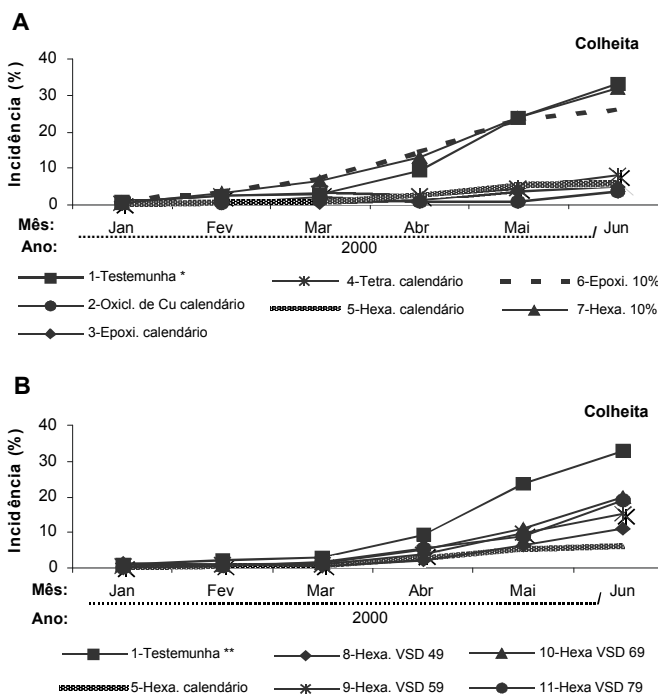 A
Colheita
Incidência (%)
40
30
20
10
0
Mês: Jan Fev Mar Abr Mai Jun
Ano: 2000
1-Testemunha * 4-Tetra. calendário 6-Epoxi. 10%
2-Oxicl. de Cu calendário 5-Hexa. calendário 7-Hexa. 10%
3-Epoxi. calendário
B
Colheita
Incidência (%)
40
30
20
10
0
Mês: Jan Fev Mar Abr Mai Jun
Ano: 2000
1-Testemunha ** 8-Hexa. VSD 49 10-Hexa VSD 69
5-Hexa. calendário 9-Hexa. VSD 59 11-Hexa VSD 79